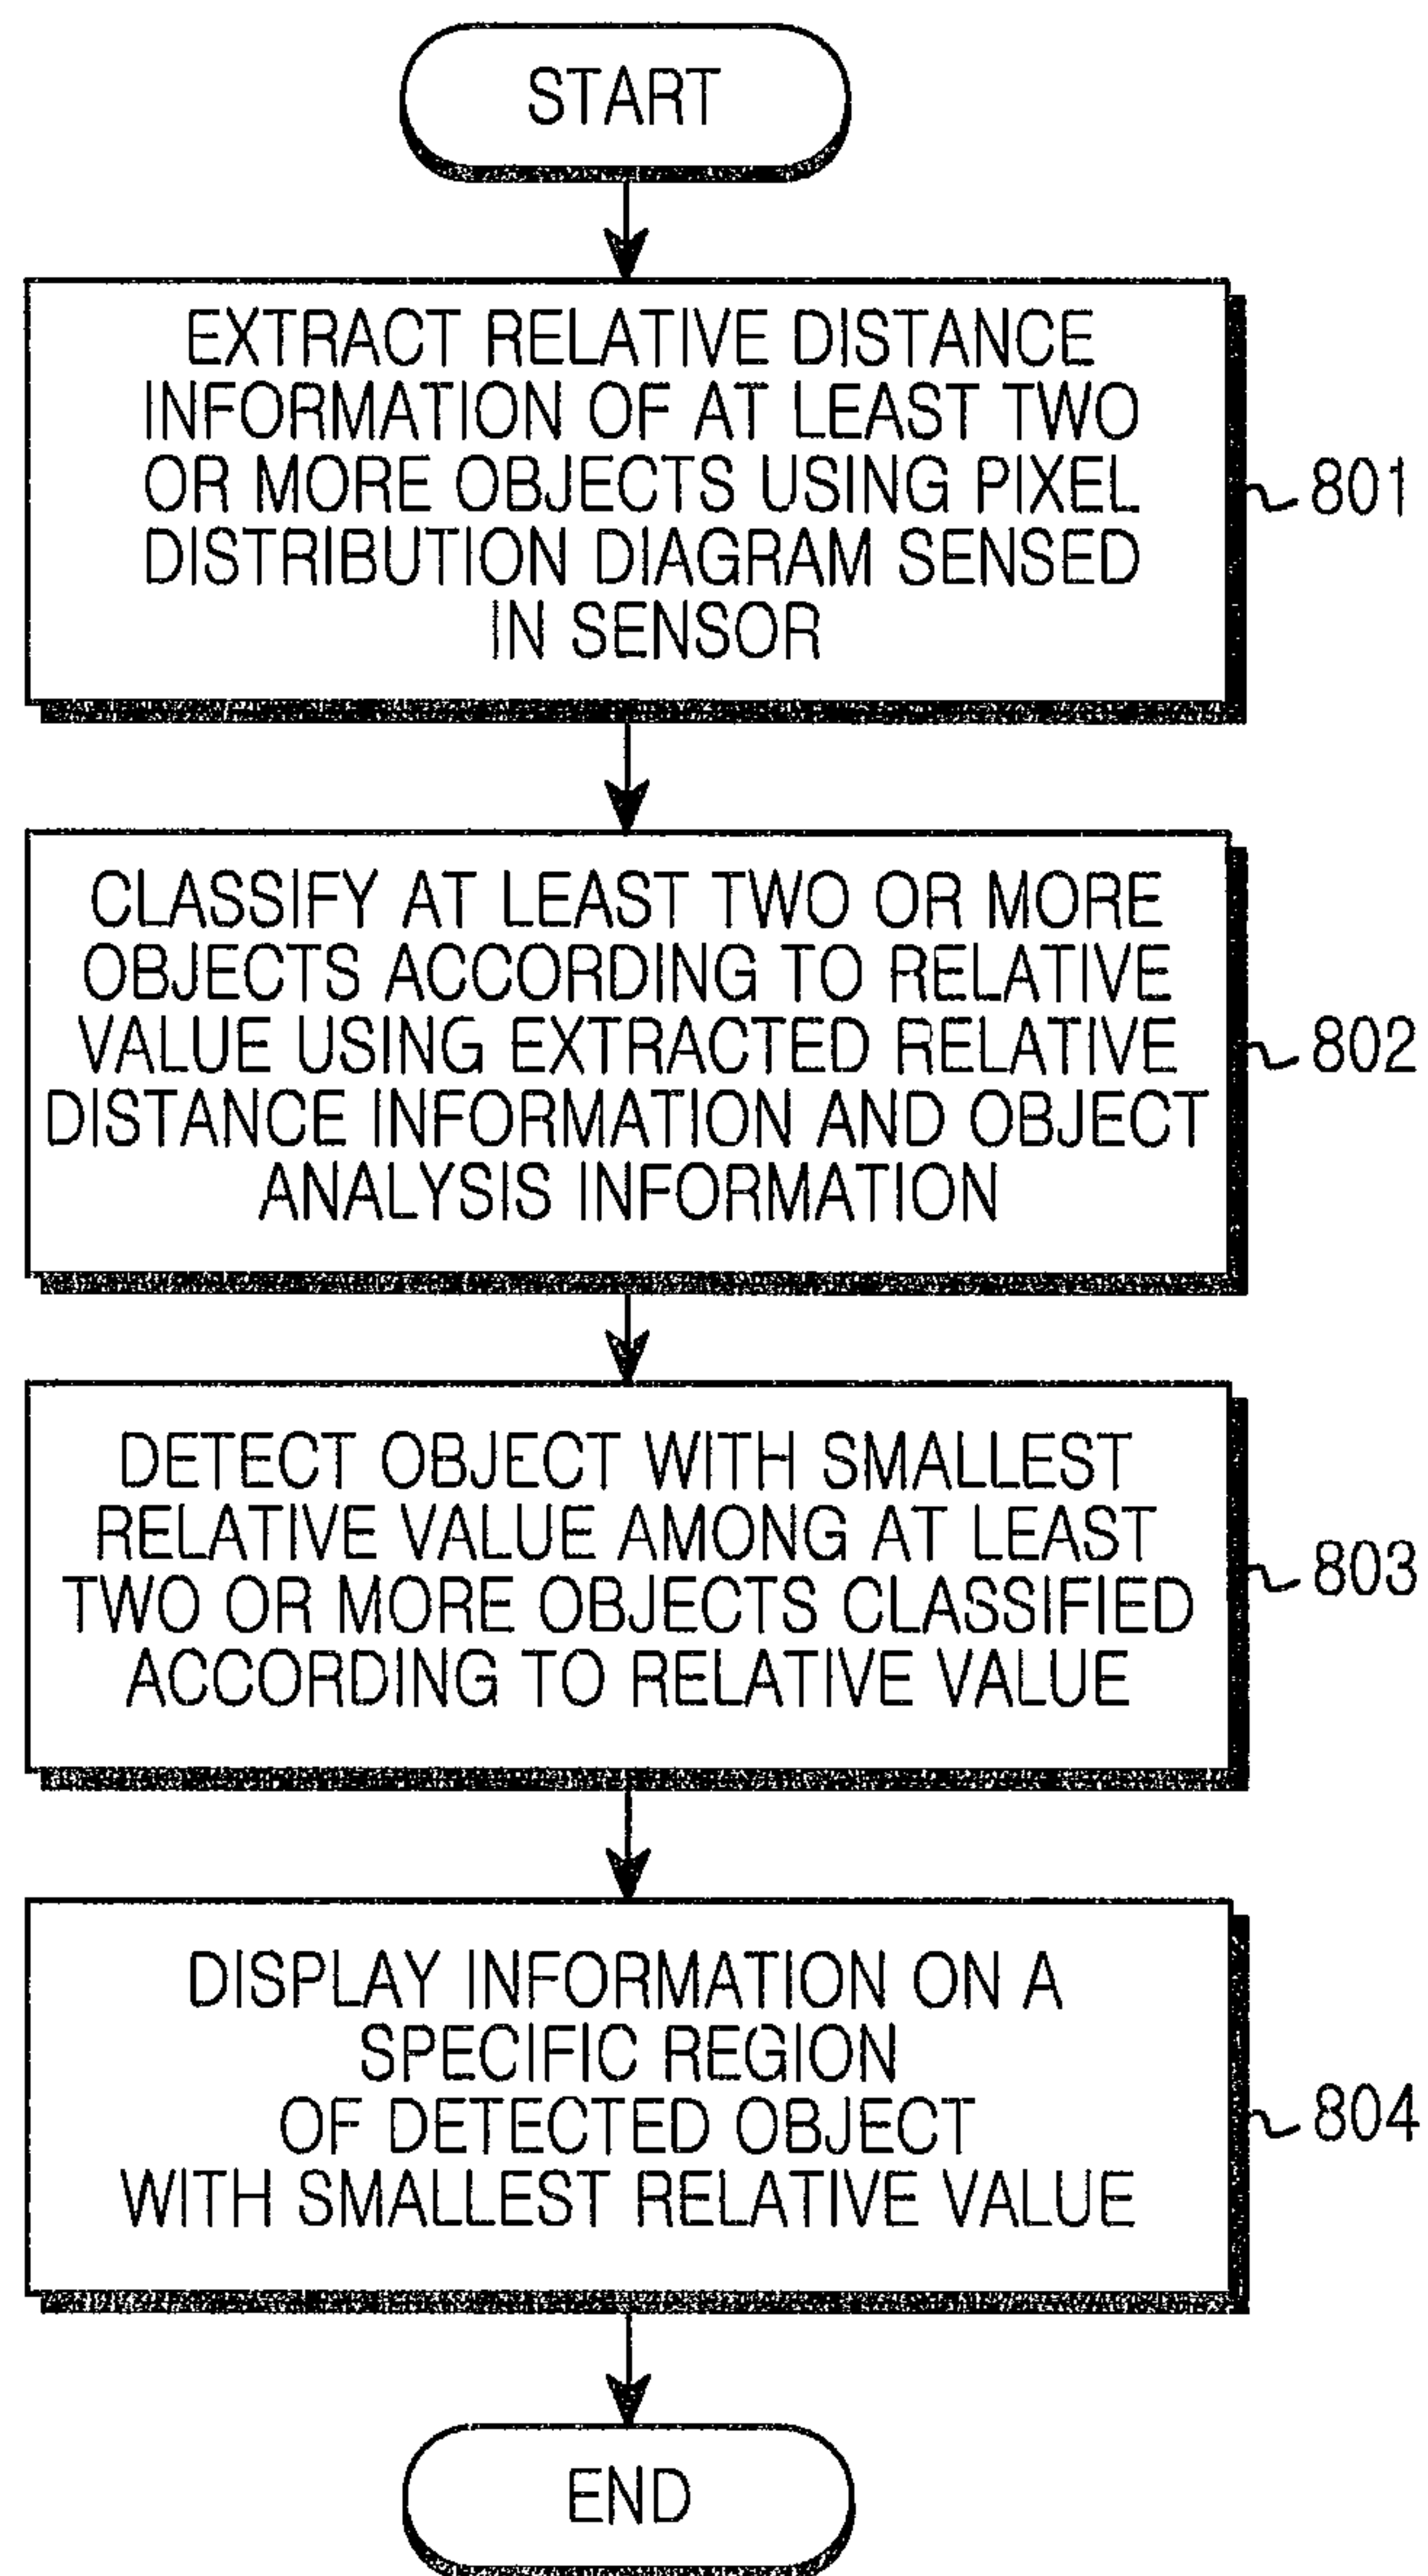 START
EXTRACT RELATIVE DISTANCE
INFORMATION OF AT LEAST TWO
OR MORE OBJECTS USING PIXEL
DISTRIBUTION DIAGRAM SENSED
IN SENSOR
801
CLASSIFY AT LEAST TWO OR MORE
OBJECTS ACCORDING TO RELATIVE
VALUE USING EXTRACTED RELATIVE
DISTANCE INFORMATION AND OBJECT
ANALYSIS INFORMATION
802
DETECT OBJECT WITH SMALLEST
RELATIVE VALUE AMONG AT LEAST
TWO OR MORE OBJECTS CLASSIFIED
ACCORDING TO RELATIVE VALUE
803
DISPLAY INFORMATION ON A
SPECIFIC REGION
OF DETECTED OBJECT
WITH SMALLEST RELATIVE VALUE
804
END